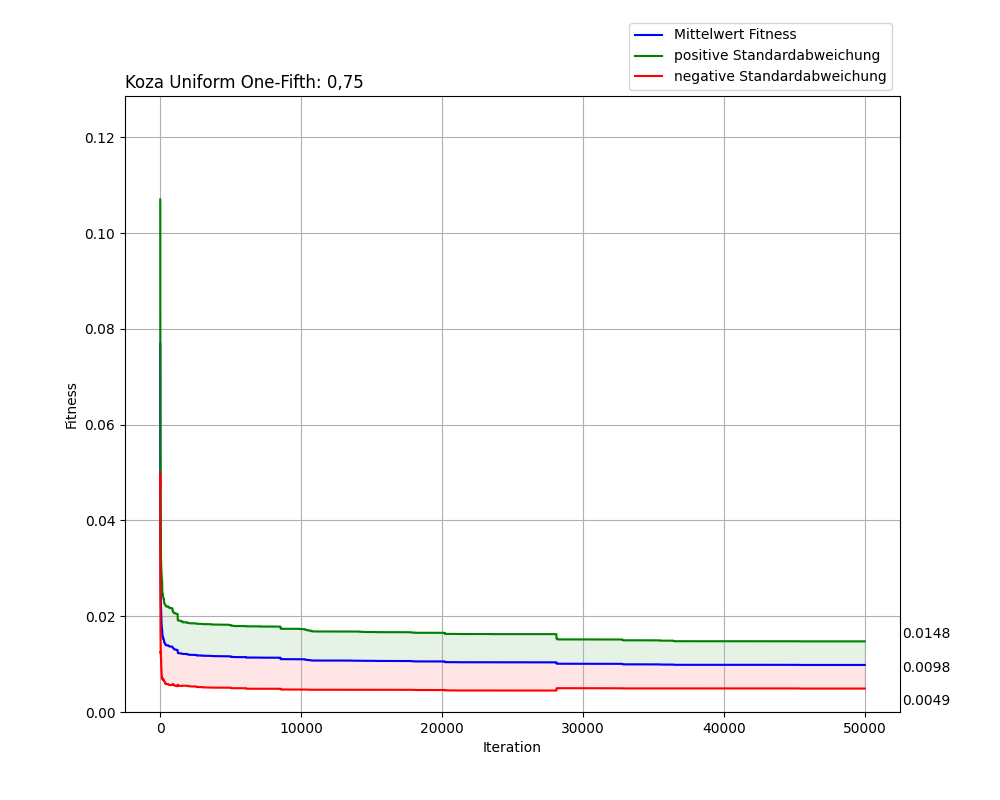 Mittelwert Fitness
positive Standardabweichung
negative Standardabweichung
Koza Uniform One-Fifth: 0,75
0.12
0.10
0.08
0.06
0.04
0.02
0.00
Fitness
0.0148
0.0098
0.0049
0 10000 20000 30000 40000 50000
Iteration